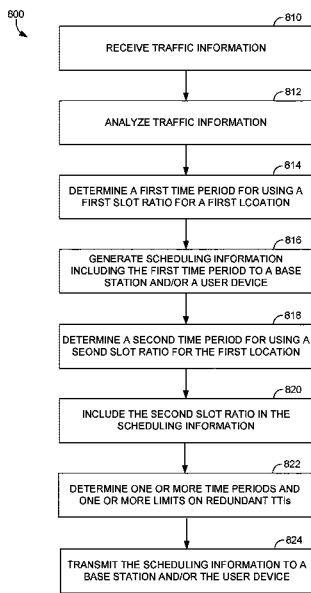 600
810
RECEIVE TRAFFIC INFORMATION
812
ANALYZE TRAFFIC INFORMATION
814
DETERMINE A FIRST TIME PERIOD FOR USING A
FIRST SLOT RATIO FOR A FIRST LCOATION
816
GENERATE SCHEDULING INFORMATION
INCLUDING THE FIRST TIME PERIOD TO A BASE
STATION AND/OR A USER DEVICE
818
DETERMINE A SECOND TIME PERIOD FOR USING A
SEOND SLOT RATIO FOR THE FIRST LOCATION
820
INCLUDE THE SECOND SLOT RATIO IN THE
SCHEDULING INFORMATION
822
DETERMINE ONE OR MORE TIME PERIODS AND
ONE OR MORE LIMITS ON REDUNDANT TTIs
824
TRANSMIT THE SCHEDULING INFORMATION TO A
BASE STATION AND/OR THE USER DEVICE